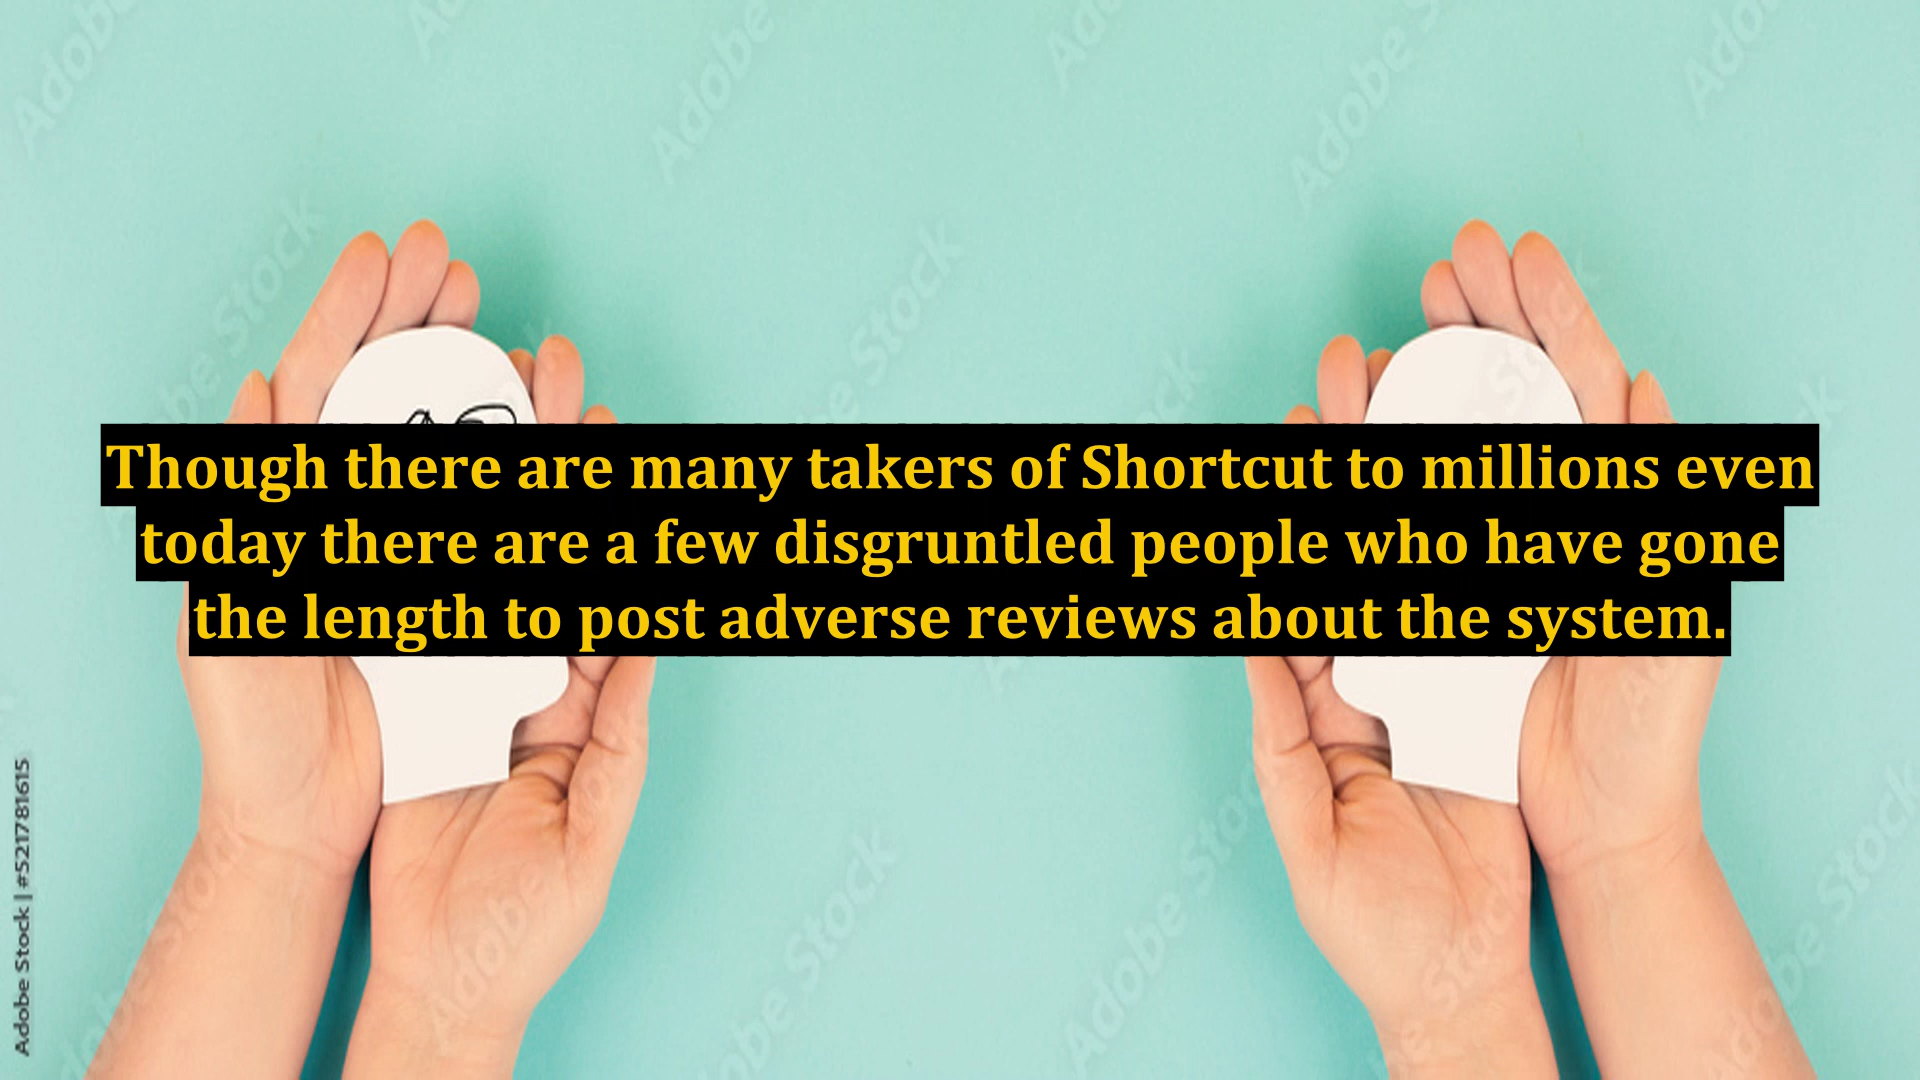 Though there are many takers of Shortcut to millions even
today there are a few disgruntled people who have gone
the length to post adverse reviews about the system.
Adobe Stock | #521781615